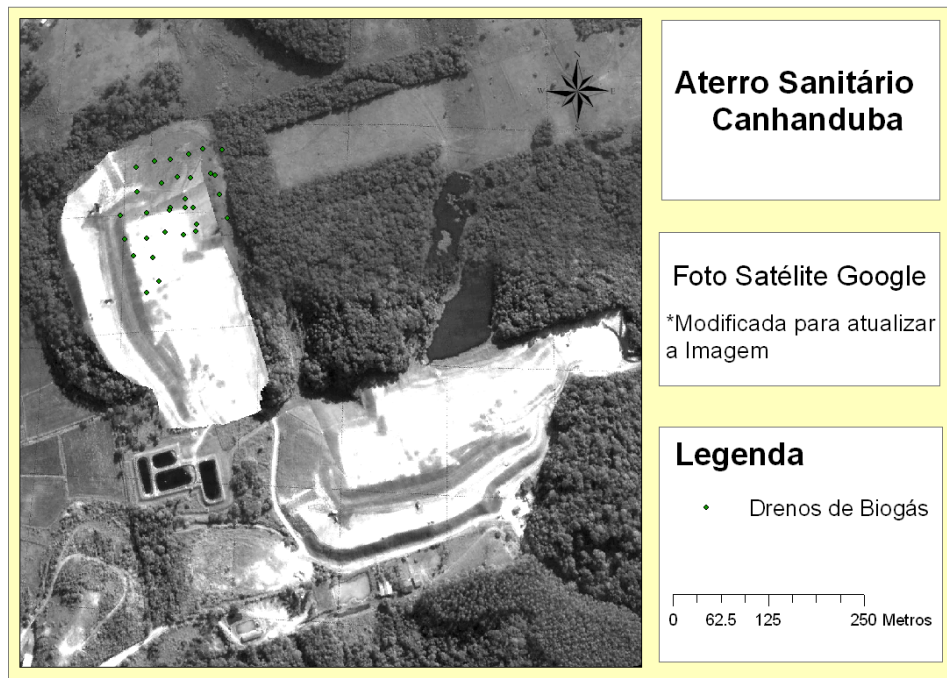 Aterro Sanitário
Canhanduba
N
W E
S
Foto Satélite Google
*Modificada para atualizar
a Imagem
Legenda
Drenos de Biogás
0 62.5 125 250 Metros